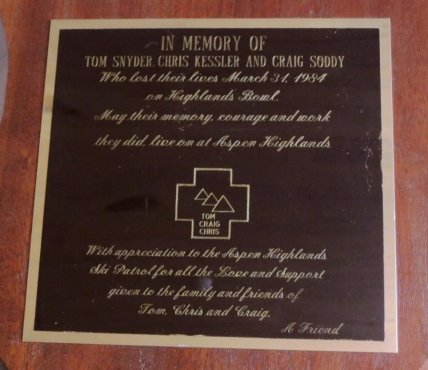 IN MEMORY OF
TOM SNYDER, CHRIS KESSLER AND CRAIG SODDY
Who lost their lives March 31, 1984
on Highlands Bowl.
May their memory, courage and work
they did, live on at Aspen Highlands.
TOM
CRAIG
CHRIS
With appreciation to the Aspen Highlands
Ski Patrol for all the Love and Support
given to the family and friends of
Tom, Chris and Craig.
A Friend